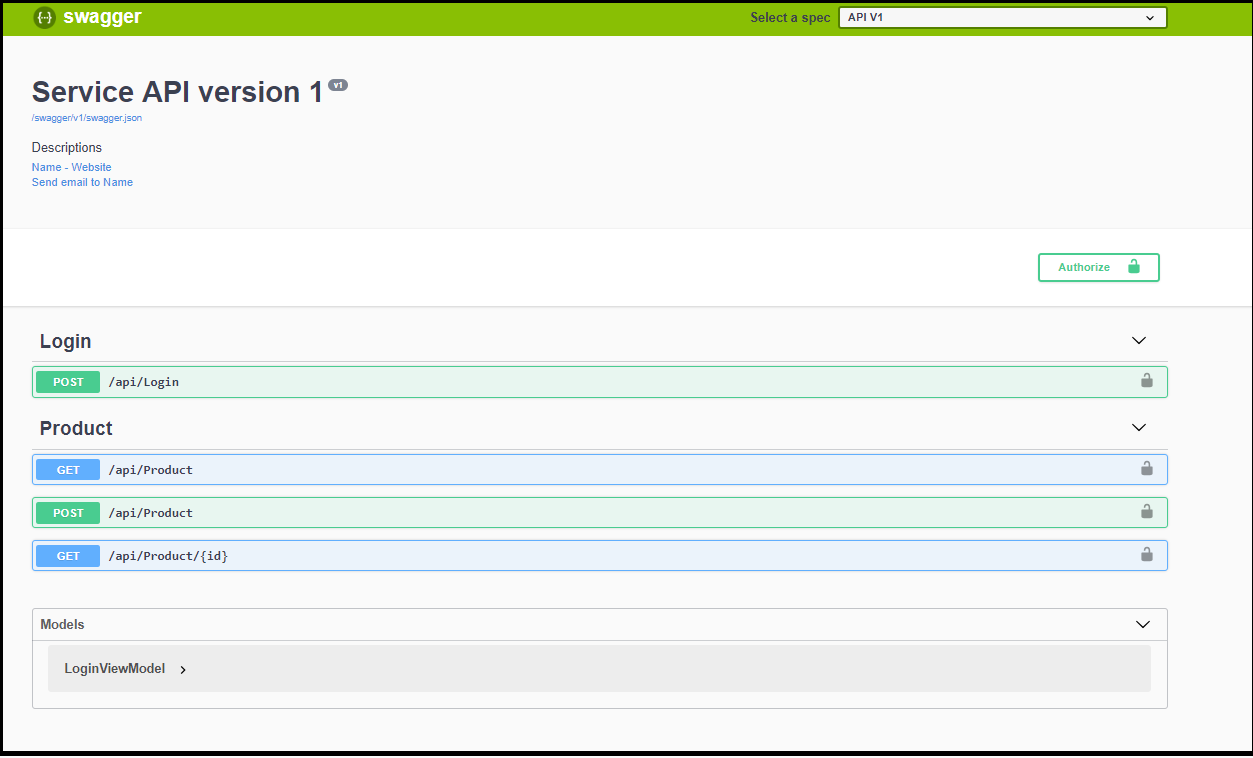 {··} swagger Select a spec API V1
Service API version 1 v1
/swagger/v1/swagger.json
Descriptions
Name - Website
Send email to Name
Authorize
Login
POST /api/Login
Product
GET /api/Product
POST /api/Product
GET /api/Product/{id}
Models
LoginViewModel